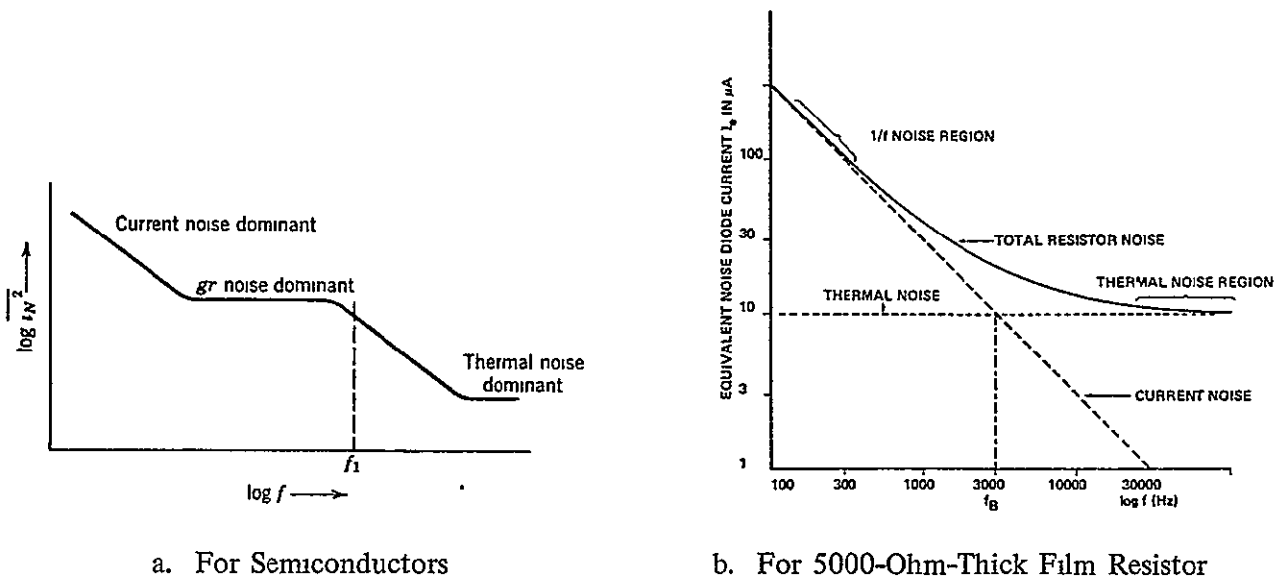 Current noise dominant
gr noise dominant
Thermal noise
dominant
log i_N²
f1
log f
a. For Semiconductors
EQUIVALENT NOISE DIODE CURRENT I_e IN μA
1/f NOISE REGION
100
30
TOTAL RESISTOR NOISE
THERMAL NOISE REGION
THERMAL NOISE
10
3
CURRENT NOISE
1
100 300 1000 3000 10000 30000
f_B log f (Hz)
b. For 5000-Ohm-Thick Film Resistor